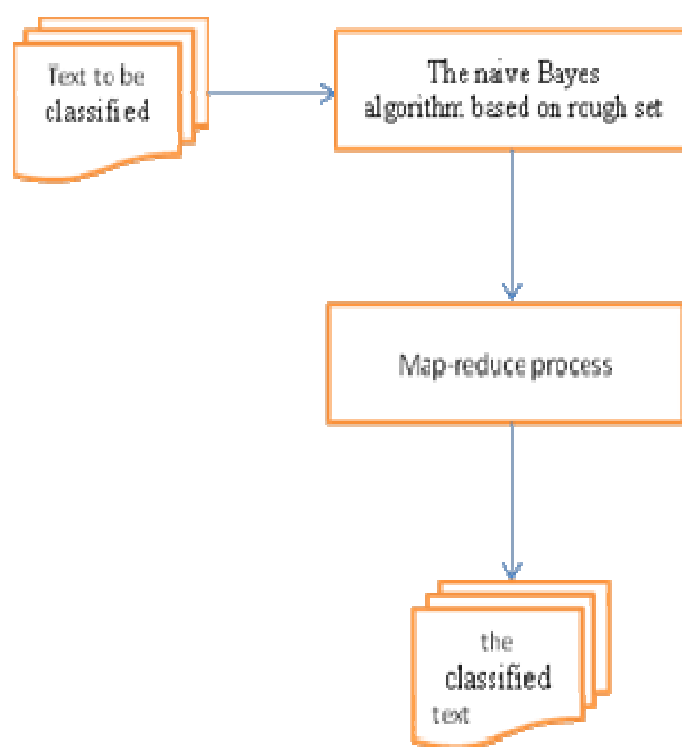 Text to be
classified
The naive Bayes
algorithm based on rough set
Map-reduce process
the
classified
text